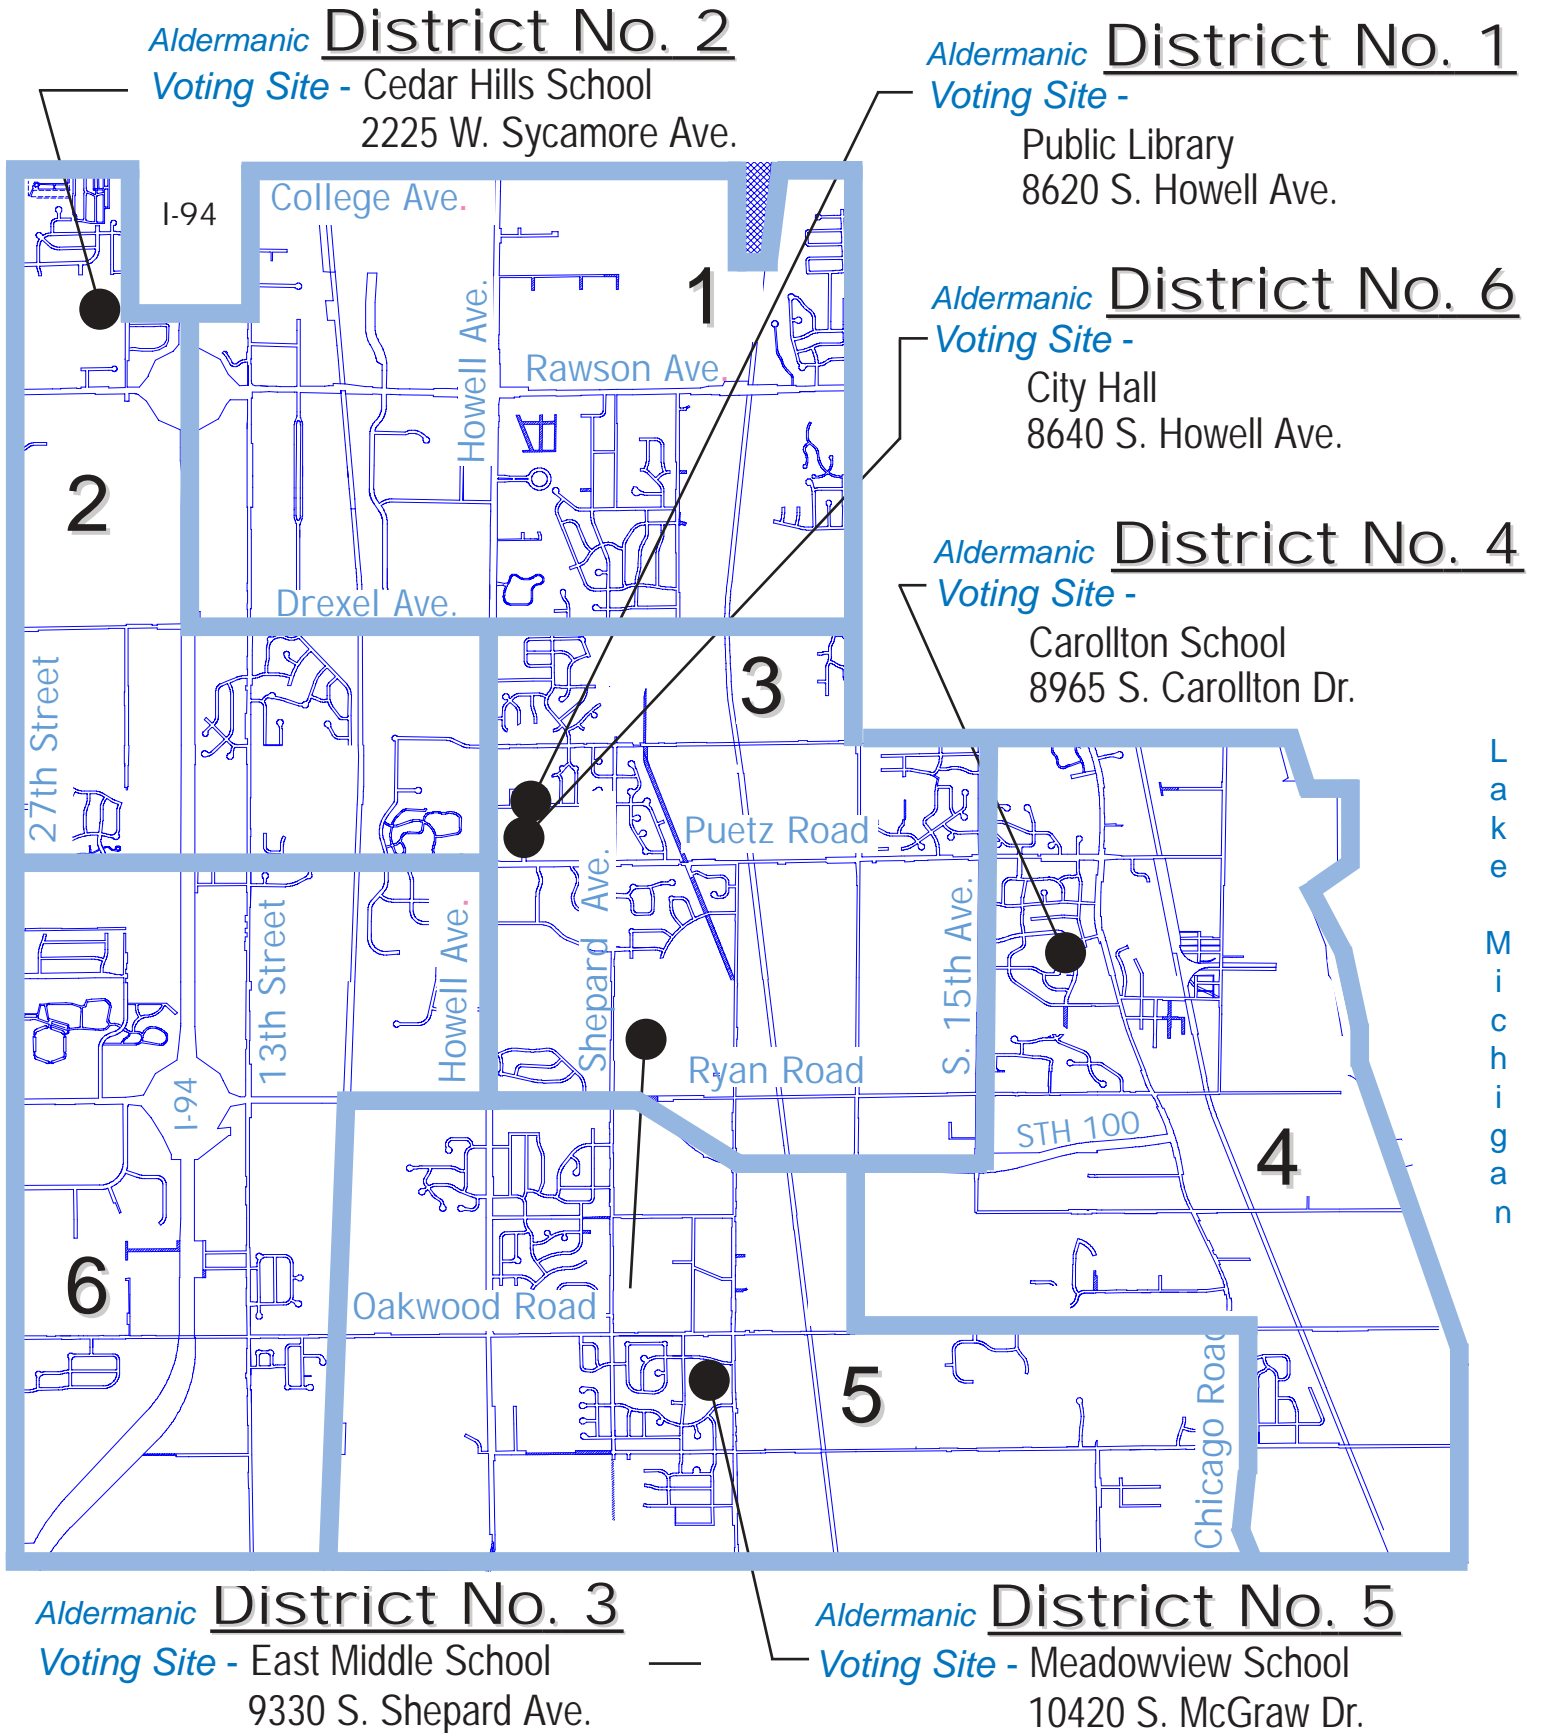 Aldermanic District No. 2
Voting Site - Cedar Hills School
2225 W. Sycamore Ave.
Aldermanic District No. 1
Voting Site -
Public Library
8620 S. Howell Ave.
Aldermanic District No. 6
Voting Site -
City Hall
8640 S. Howell Ave.
Aldermanic District No. 4
Voting Site -
Carollton School
8965 S. Carollton Dr.
I-94
College Ave.
1
Howell Ave.
Rawson Ave.
2
Drexel Ave.
27th Street
3
Puetz Road
Shepard Ave.
S. 15th Ave.
13th Street
Howell Ave.
Ryan Road
I-94
STH 100
4
6
Oakwood Road
5
Chicago Road
Lake Michigan
Aldermanic District No. 3
Voting Site - East Middle School
9330 S. Shepard Ave.
Aldermanic District No. 5
Voting Site - Meadowview School
10420 S. McGraw Dr.